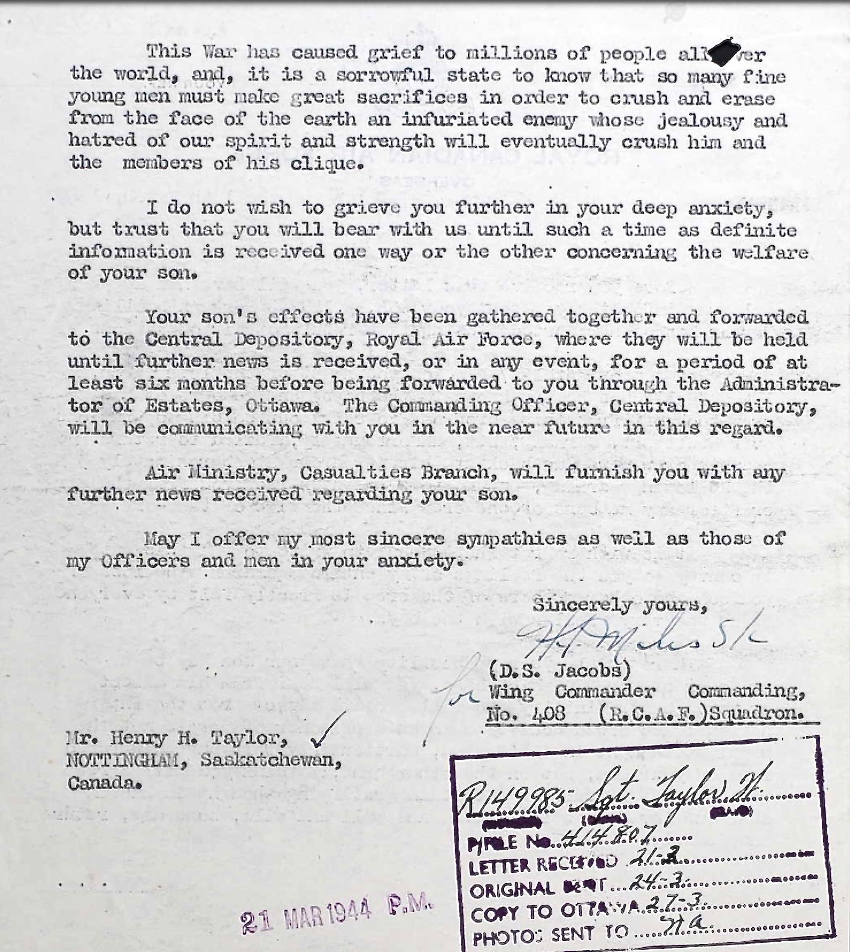 This War has caused grief to millions of people all ver
the world, and, it is a sorrowful state to know that so many fine
young men must make great sacrifices in order to crush and erase
from the face of the earth an infuriated enemy whose jealousy and
hatred of our spirit and strength will eventually crush him and
the members of his clique.
I do not wish to grieve you further in your deep anxiety,
but trust that you will bear with us until such a time as definite
information is received one way or the other concerning the welfare
of your son.
Your son's effects have been gathered together and forwarded
to the Central Depository, Royal Air Force, where they will be held
until further news is received, or in any event, for a period of at
least six months before being forwarded to you through the Administra-
tor of Estates, Ottawa. The Commanding Officer, Central Depository,
will be communicating with you in the near future in this regard.
Air Ministry, Casualties Branch, will furnish you with any
further news received regarding your son.
May I offer my most sincere sympathies as well as those of
my Officers and men in your anxiety.
Sincerely yours,
(D.S. Jacobs)
for Wing Commander Commanding,
No. 408 (R.C.A.F.)Squadron.
Mr. Henry H. Taylor,
NOTTINGHAM, Saskatchewan,
Canada.
R149985 Sgt. Taylor W.
P/FILE No. 414807
LETTER RECEIVED 21-3
ORIGINAL SENT 24-3
COPY TO OTTAWA 27-3
PHOTOS SENT TO N.A.
21 MAR 1944 P.M.